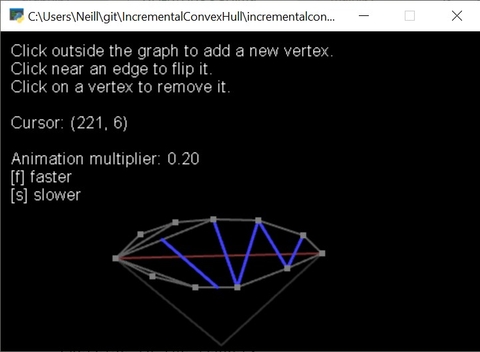 C:\Users\Neill\git\IncrementalConvexHull\incrementalcon...
Click outside the graph to add a new vertex.
Click near an edge to flip it.
Click on a vertex to remove it.
Cursor: (221, 6)
Animation multiplier: 0.20
[f] faster
[s] slower